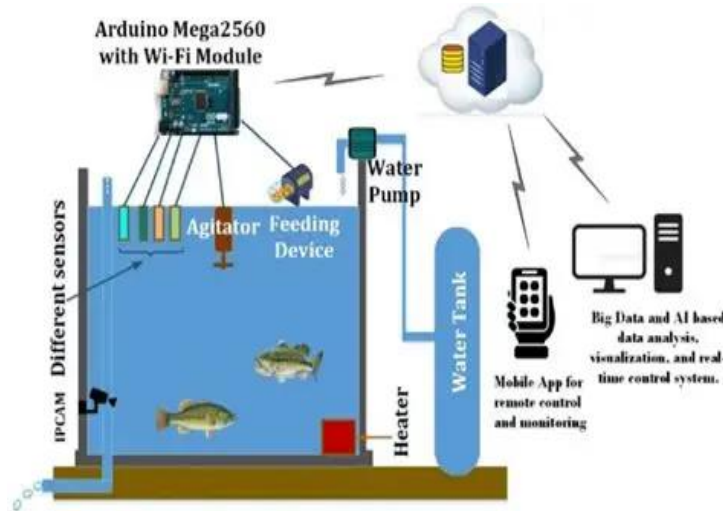 Arduino Mega2560
with Wi-Fi Module
Water
Pump
Agitator
Feeding
Device
Different sensors
IPCAM
Heater
Water Tank
Mobile App for
remote control
and monitoring
Big Data and AI based
data analysis,
visualization, and real-
time control system.